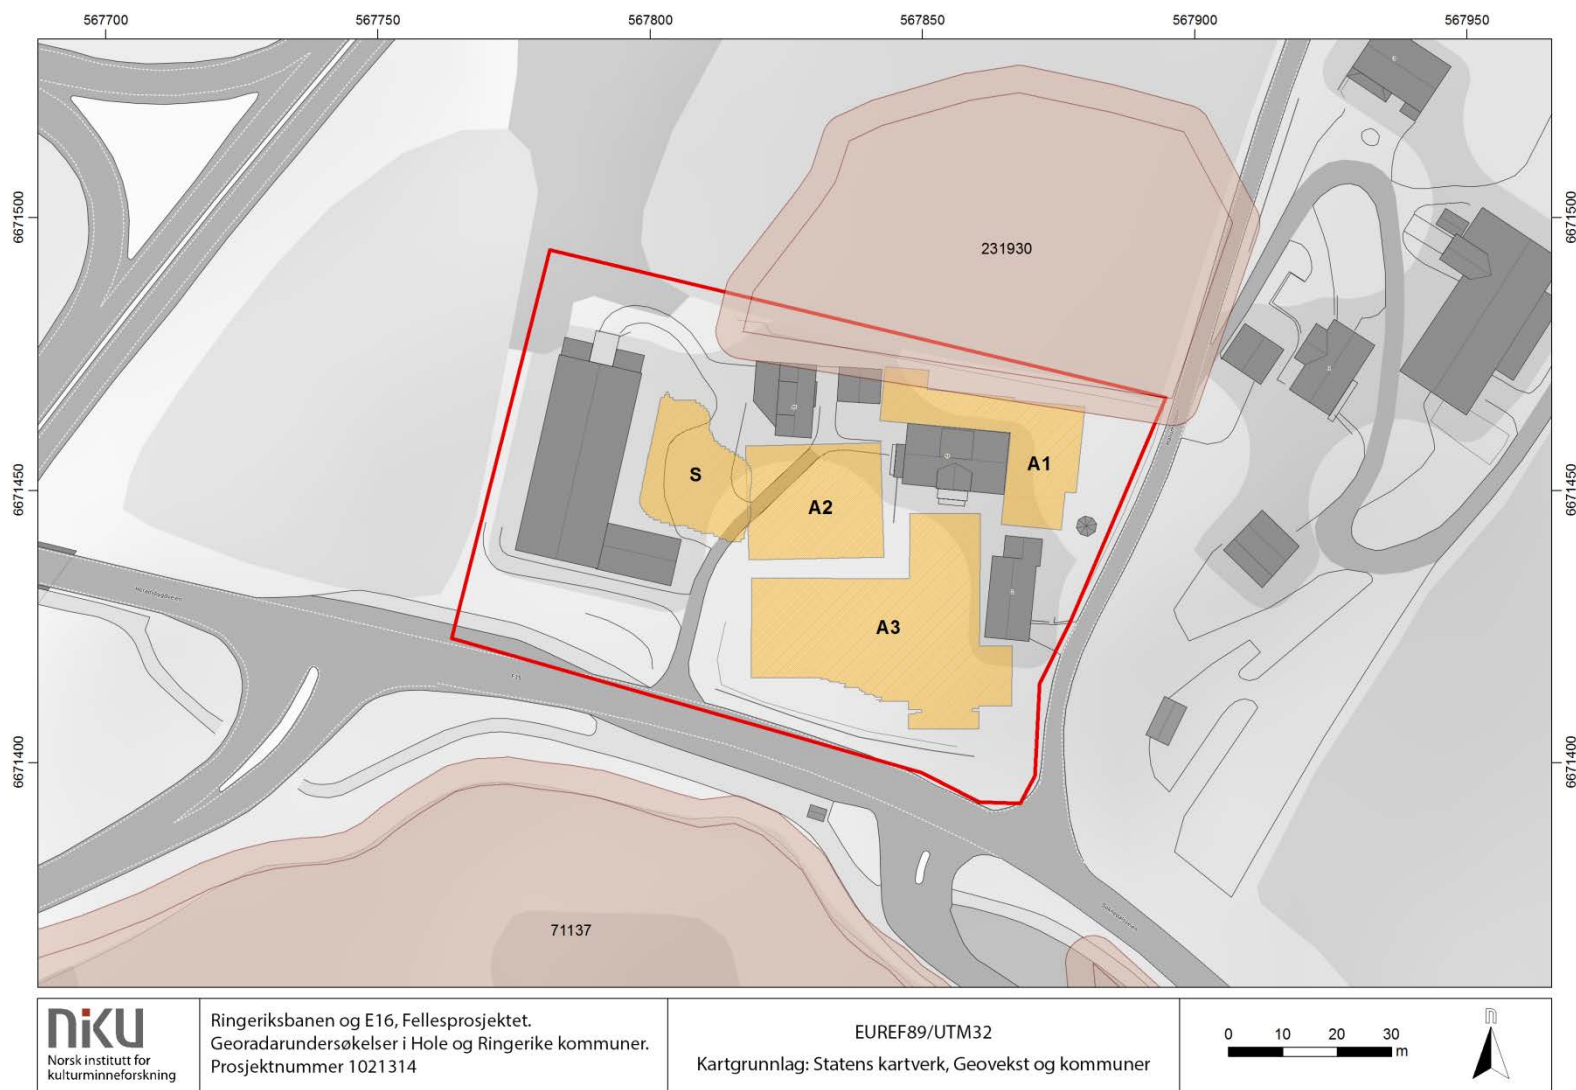 567700 567750 567800 567850 567900 567950
6671500 6671500
231930
6671450 6671450
S
A1
A2
A3
E16
6671400 6671400
71137
niku
Norsk institutt for
kulturminneforskning
Ringeriksbanen og E16, Fellesprosjektet.
Georadarundersøkelser i Hole og Ringerike kommuner.
Prosjektnummer 1021314
EUREF89/UTM32
Kartgrunnlag: Statens kartverk, Geovekst og kommuner
0 10 20 30
m
n